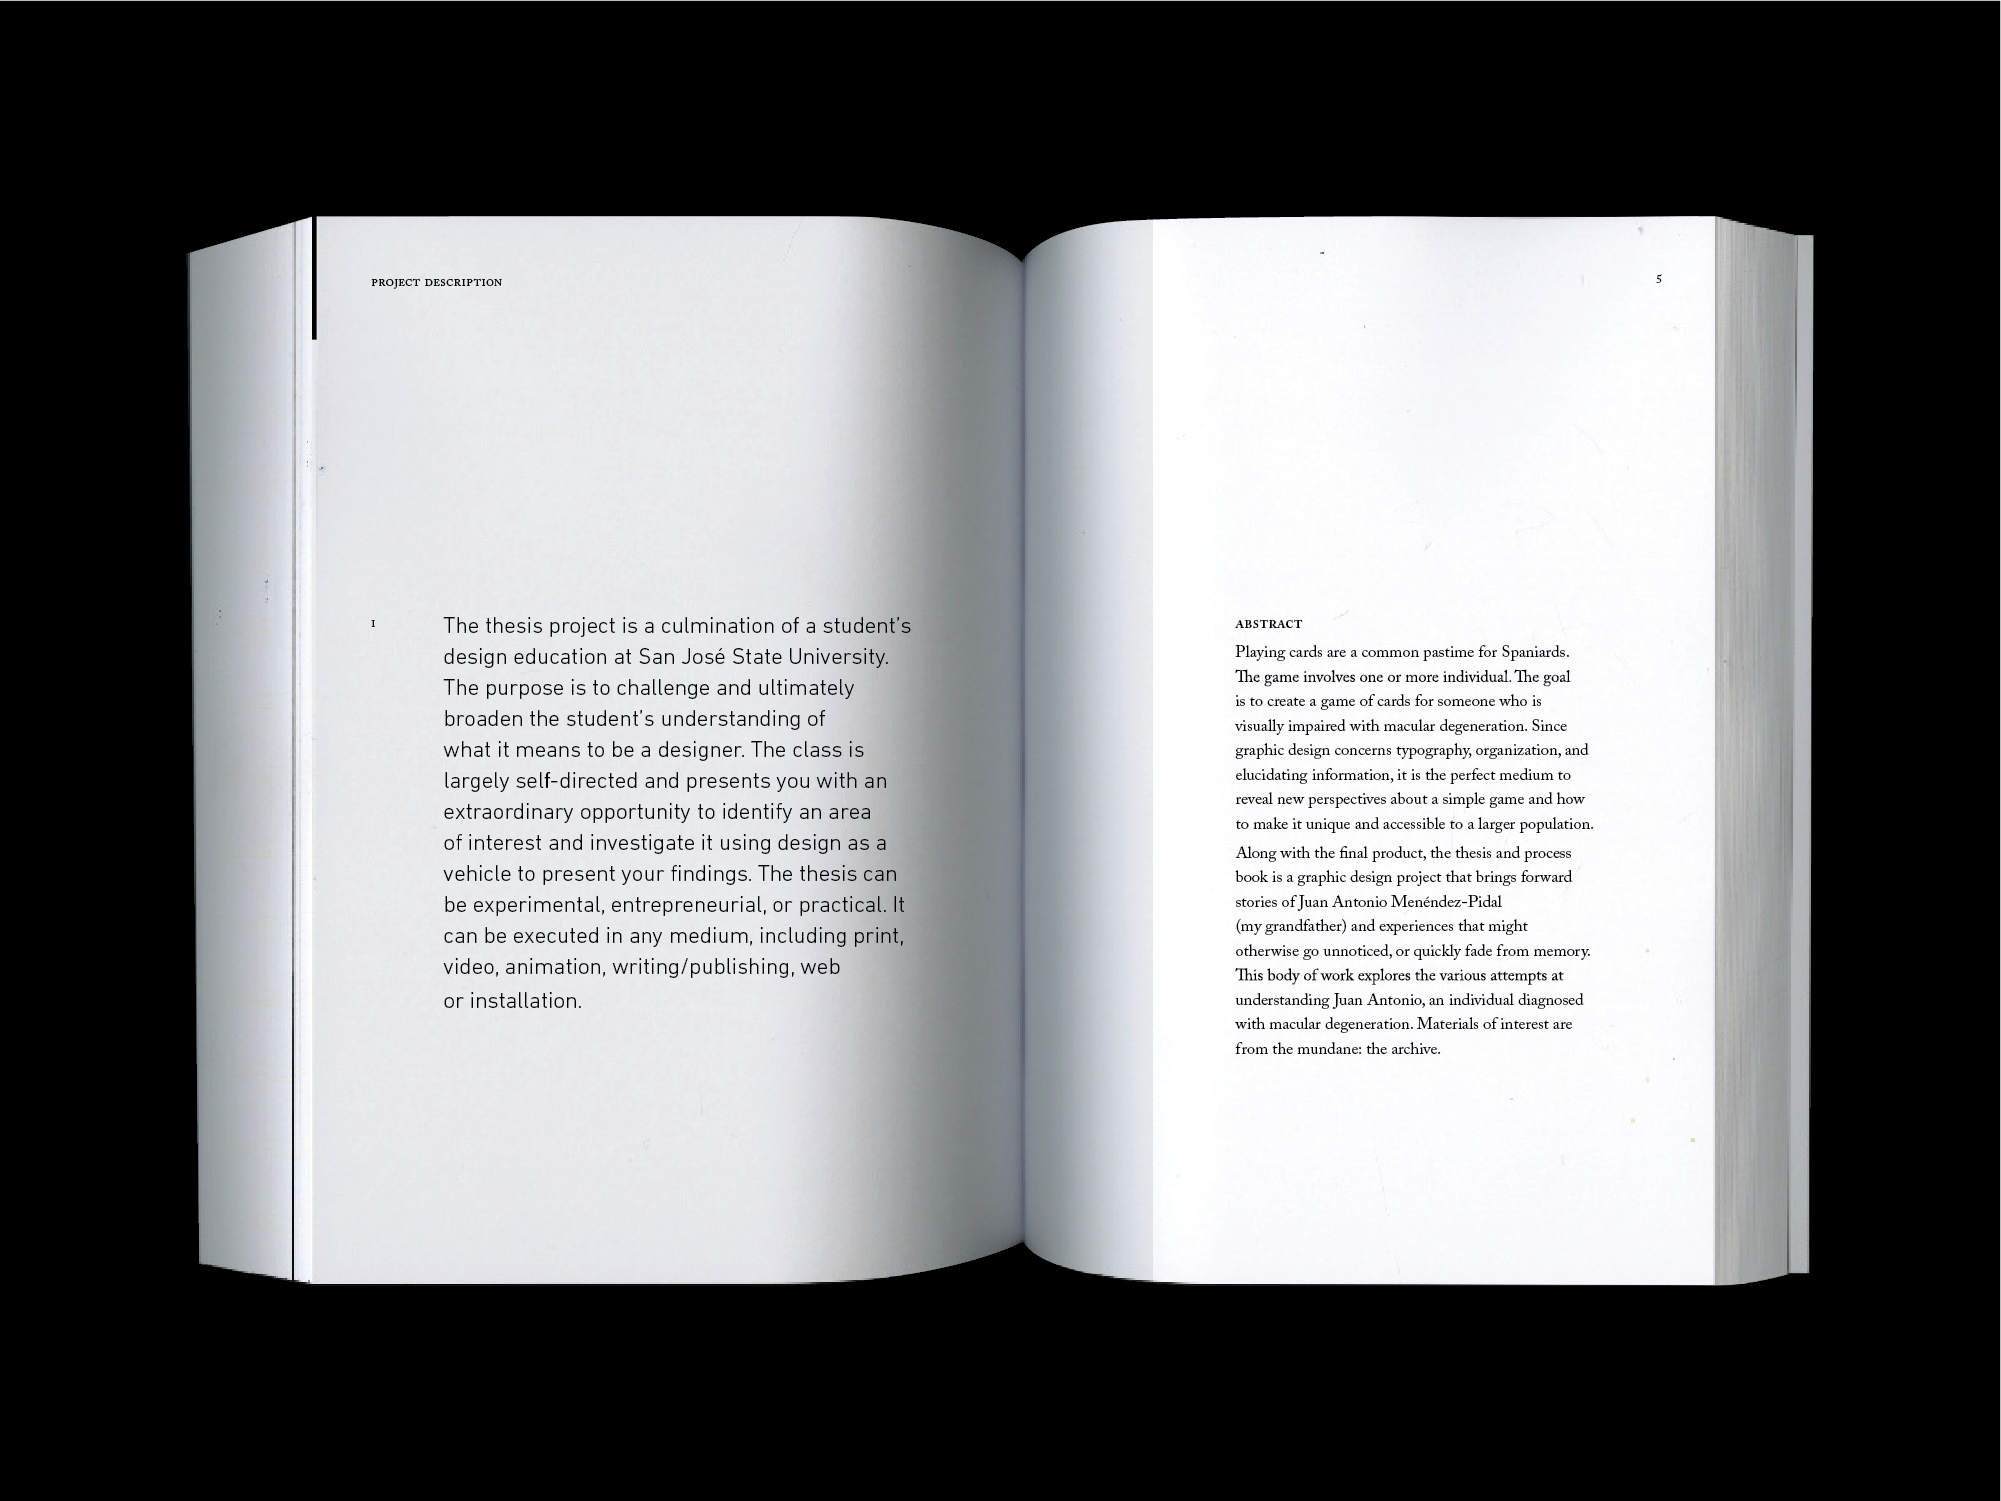 PROJECT DESCRIPTION
1
The thesis project is a culmination of a student’s
design education at San José State University.
The purpose is to challenge and ultimately
broaden the student’s understanding of
what it means to be a designer. The class is
largely self-directed and presents you with an
extraordinary opportunity to identify an area
of interest and investigate it using design as a
vehicle to present your findings. The thesis can
be experimental, entrepreneurial, or practical. It
can be executed in any medium, including print,
video, animation, writing/publishing, web
or installation.
5
ABSTRACT
Playing cards are a common pastime for Spaniards.
The game involves one or more individual. The goal
is to create a game of cards for someone who is
visually impaired with macular degeneration. Since
graphic design concerns typography, organization, and
elucidating information, it is the perfect medium to
reveal new perspectives about a simple game and how
to make it unique and accessible to a larger population.
Along with the final product, the thesis and process
book is a graphic design project that brings forward
stories of Juan Antonio Menéndez-Pidal
(my grandfather) and experiences that might
otherwise go unnoticed, or quickly fade from memory.
This body of work explores the various attempts at
understanding Juan Antonio, an individual diagnosed
with macular degeneration. Materials of interest are
from the mundane: the archive.